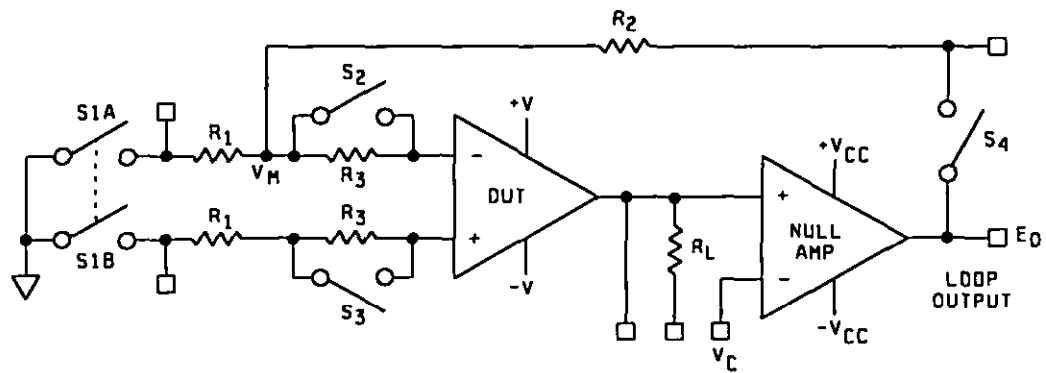 R2
S2
S1A
+V
+VCC
S4
R1
VM
R3
-
DUT
+
NULL
AMP
S1B
R1
R3
+
-V
RL
-
E0
LOOP
OUTPUT
S3
VC
-VCC